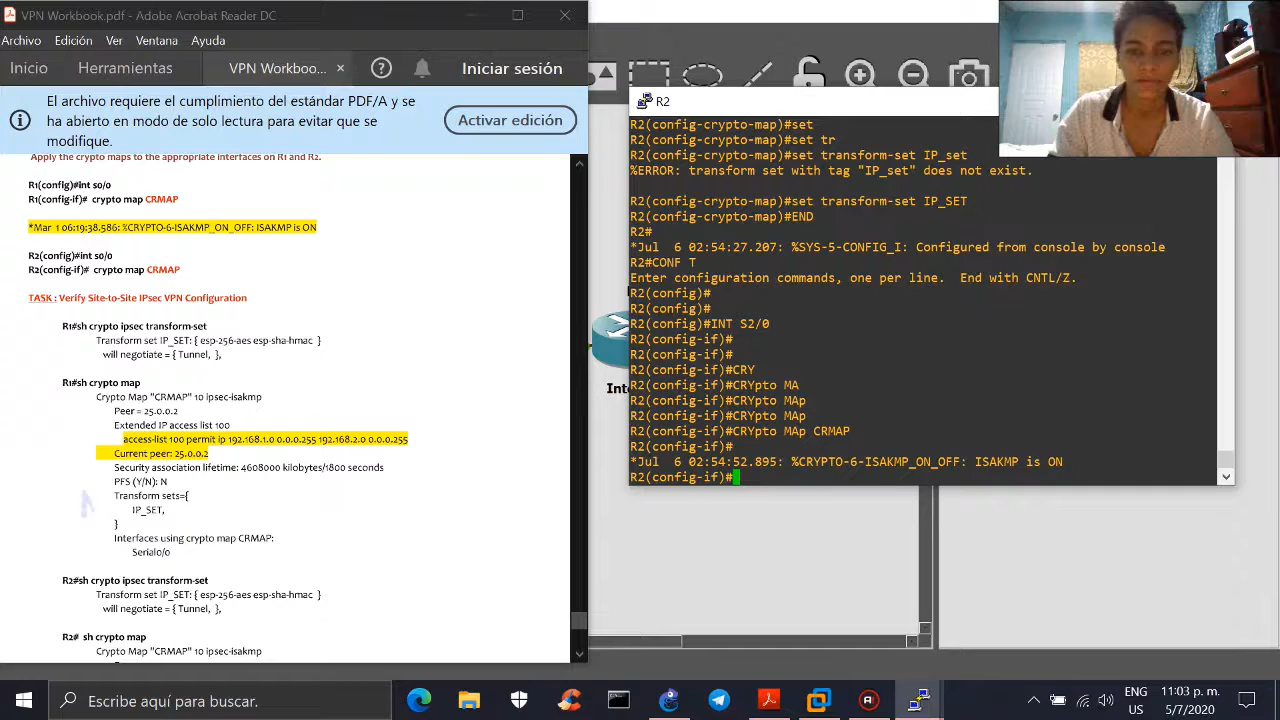 VPN Workbook.pdf - Adobe Acrobat Reader DC
Archivo Edición Ver Ventana Ayuda
Inicio Herramientas VPN Workboo... × Iniciar sesión
El archivo requiere el cumplimiento del estándar PDF/A y se
ha abierto en modo de solo lectura para evitar que se
modifique.
Activar edición
Apply the crypto maps to the appropriate interfaces on R1 and R2.
R1(config)#int s0/0
R1(config-if)# crypto map CRMAP
*Mar 1 06:19:38.586: %CRYPTO-6-ISAKMP_ON_OFF: ISAKMP is ON
R2(config)#int s0/0
R2(config-if)# crypto map CRMAP
TASK : Verify Site-to-Site IPsec VPN Configuration
R1#sh crypto ipsec transform-set
Transform set IP_SET: { esp-256-aes esp-sha-hmac }
will negotiate = { Tunnel, },
R1#sh crypto map
Crypto Map "CRMAP" 10 ipsec-isakmp
Peer = 25.0.0.2
Extended IP access list 100
access-list 100 permit ip 192.168.1.0 0.0.0.255 192.168.2.0 0.0.0.255
Current peer: 25.0.0.2
Security association lifetime: 4608000 kilobytes/1800 seconds
PFS (Y/N): N
Transform sets={
IP_SET,
}
Interfaces using crypto map CRMAP:
Serial0/0
R2#sh crypto ipsec transform-set
Transform set IP_SET: { esp-256-aes esp-sha-hmac }
will negotiate = { Tunnel, },
R2# sh crypto map
Crypto Map "CRMAP" 10 ipsec-isakmp
R2
R2(config-crypto-map)#set
R2(config-crypto-map)#set tr
R2(config-crypto-map)#set transform-set IP_set
%ERROR: transform set with tag "IP_set" does not exist.
R2(config-crypto-map)#set transform-set IP_SET
R2(config-crypto-map)#END
R2#
*Jul  6 02:54:27.207: %SYS-5-CONFIG_I: Configured from console by console
R2#CONF T
Enter configuration commands, one per line.  End with CNTL/Z.
R2(config)#
R2(config)#
R2(config)#INT S2/0
R2(config-if)#
R2(config-if)#
R2(config-if)#CRY
R2(config-if)#CRYpto MA
R2(config-if)#CRYpto MAp
R2(config-if)#CRYpto MAp
R2(config-if)#CRYpto MAp CRMAP
R2(config-if)#
*Jul  6 02:54:52.895: %CRYPTO-6-ISAKMP_ON_OFF: ISAKMP is ON
R2(config-if)#
Escribe aquí para buscar.
ENG
US
11:03 p. m.
5/7/2020